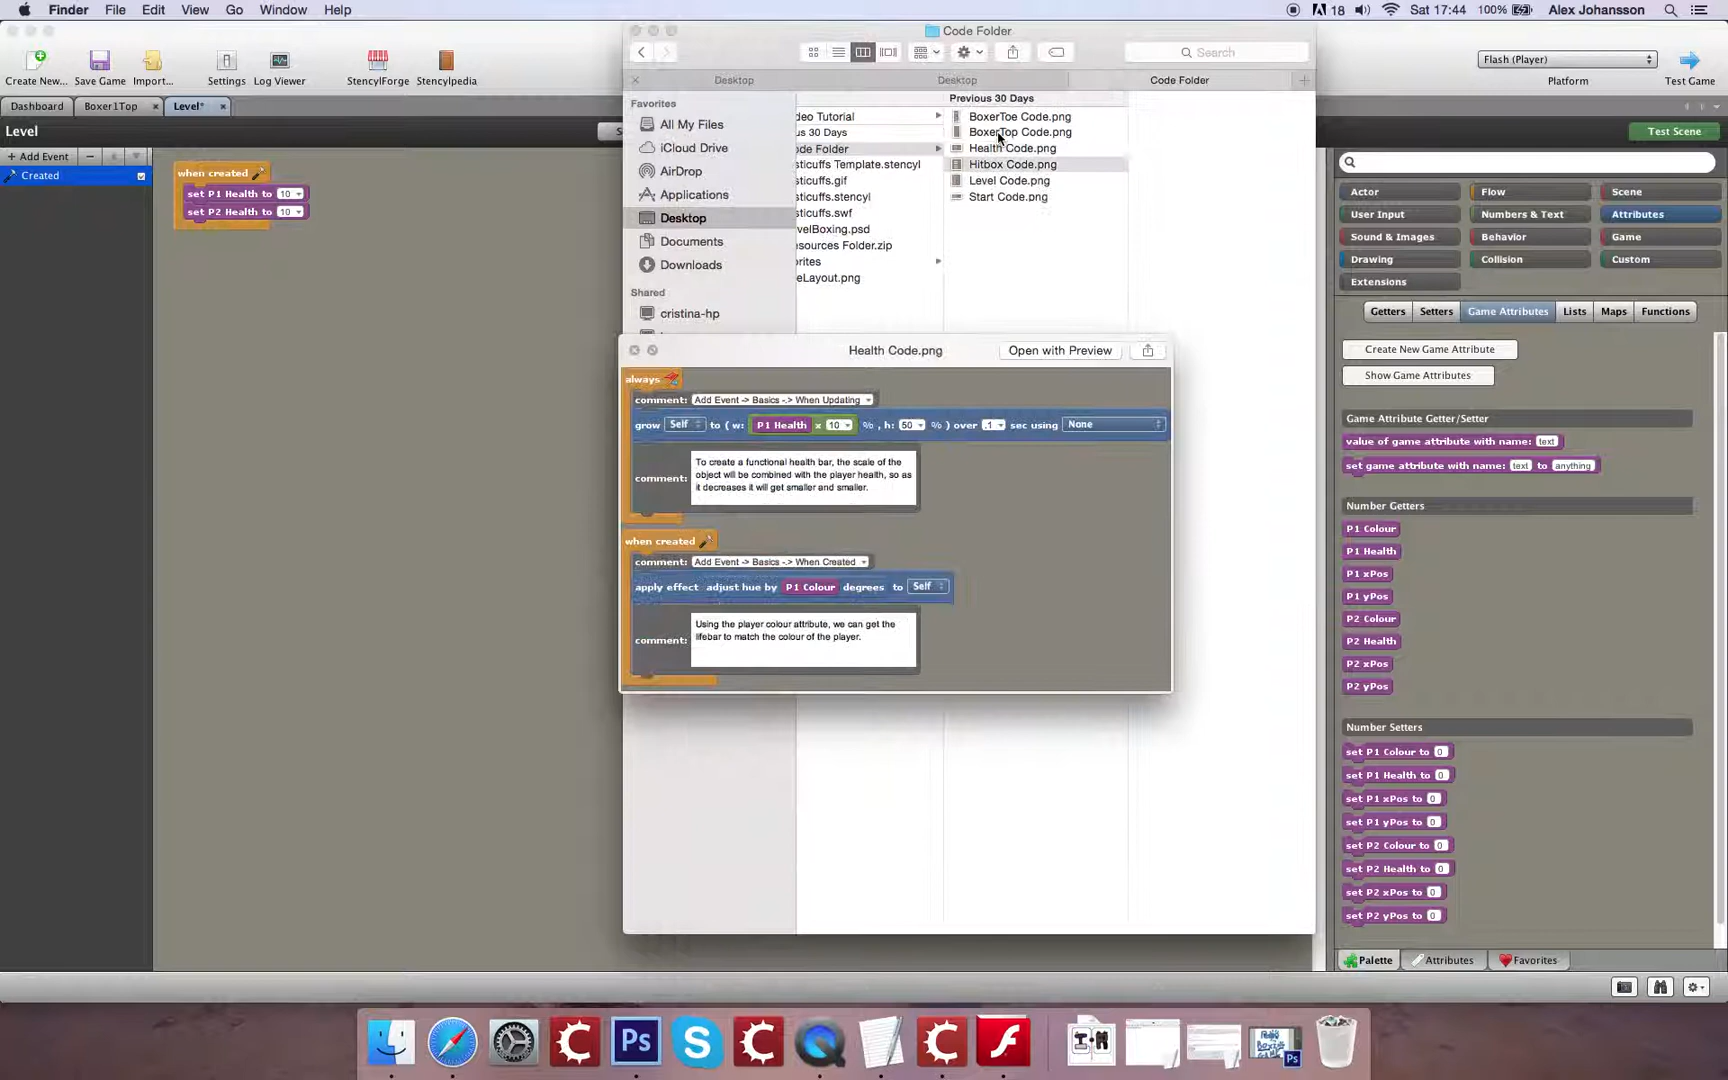 Finder File Edit View Go Window Help
18 Sat 17:44 100% Alex Johansson
Create New... Save Game Import... Settings Log Viewer StencylForge Stencylpedia
Flash (Player)
Platform Test Game
Dashboard Boxer1Top Level*
Level
Test Scene
Add Event
Created
when created
set P1 Health to 10
set P2 Health to 10
Code Folder
Search
Desktop Desktop Code Folder
Favorites
All My Files
iCloud Drive
AirDrop
Applications
Desktop
Documents
Downloads
Shared
cristina-hp
deo Tutorial
us 30 Days
ode Folder
sticuffs Template.stencyl
sticuffs.gif
sticuffs.stencyl
sticuffs.swf
velBoxing.psd
esources Folder.zip
orites
eLayout.png
Previous 30 Days
BoxerToe Code.png
BoxerTop Code.png
Health Code.png
Hitbox Code.png
Level Code.png
Start Code.png
Health Code.png Open with Preview
always
comment: Add Event -> Basics -.> When Updating
grow Self to ( w: P1 Health x 10 % , h: 50 % ) over .1 sec using None
comment: To create a functional health bar, the scale of the
object will be combined with the player health, so as
it decreases it will get smaller and smaller.
when created
comment: Add Event -> Basics -.> When Created
apply effect adjust hue by P1 Colour degrees to Self
comment: Using the player colour attribute, we can get the
lifebar to match the colour of the player.
Actor Flow Scene
User Input Numbers & Text Attributes
Sound & Images Behavior Game
Drawing Collision Custom
Extensions
Getters Setters Game Attributes Lists Maps Functions
Create New Game Attribute
Show Game Attributes
Game Attribute Getter/Setter
value of game attribute with name: text
set game attribute with name: text to anything
Number Getters
P1 Colour
P1 Health
P1 xPos
P1 yPos
P2 Colour
P2 Health
P2 xPos
P2 yPos
Number Setters
set P1 Colour to 0
set P1 Health to 0
set P1 xPos to 0
set P1 yPos to 0
set P2 Colour to 0
set P2 Health to 0
set P2 xPos to 0
set P2 yPos to 0
Palette Attributes Favorites
Ps
Ps